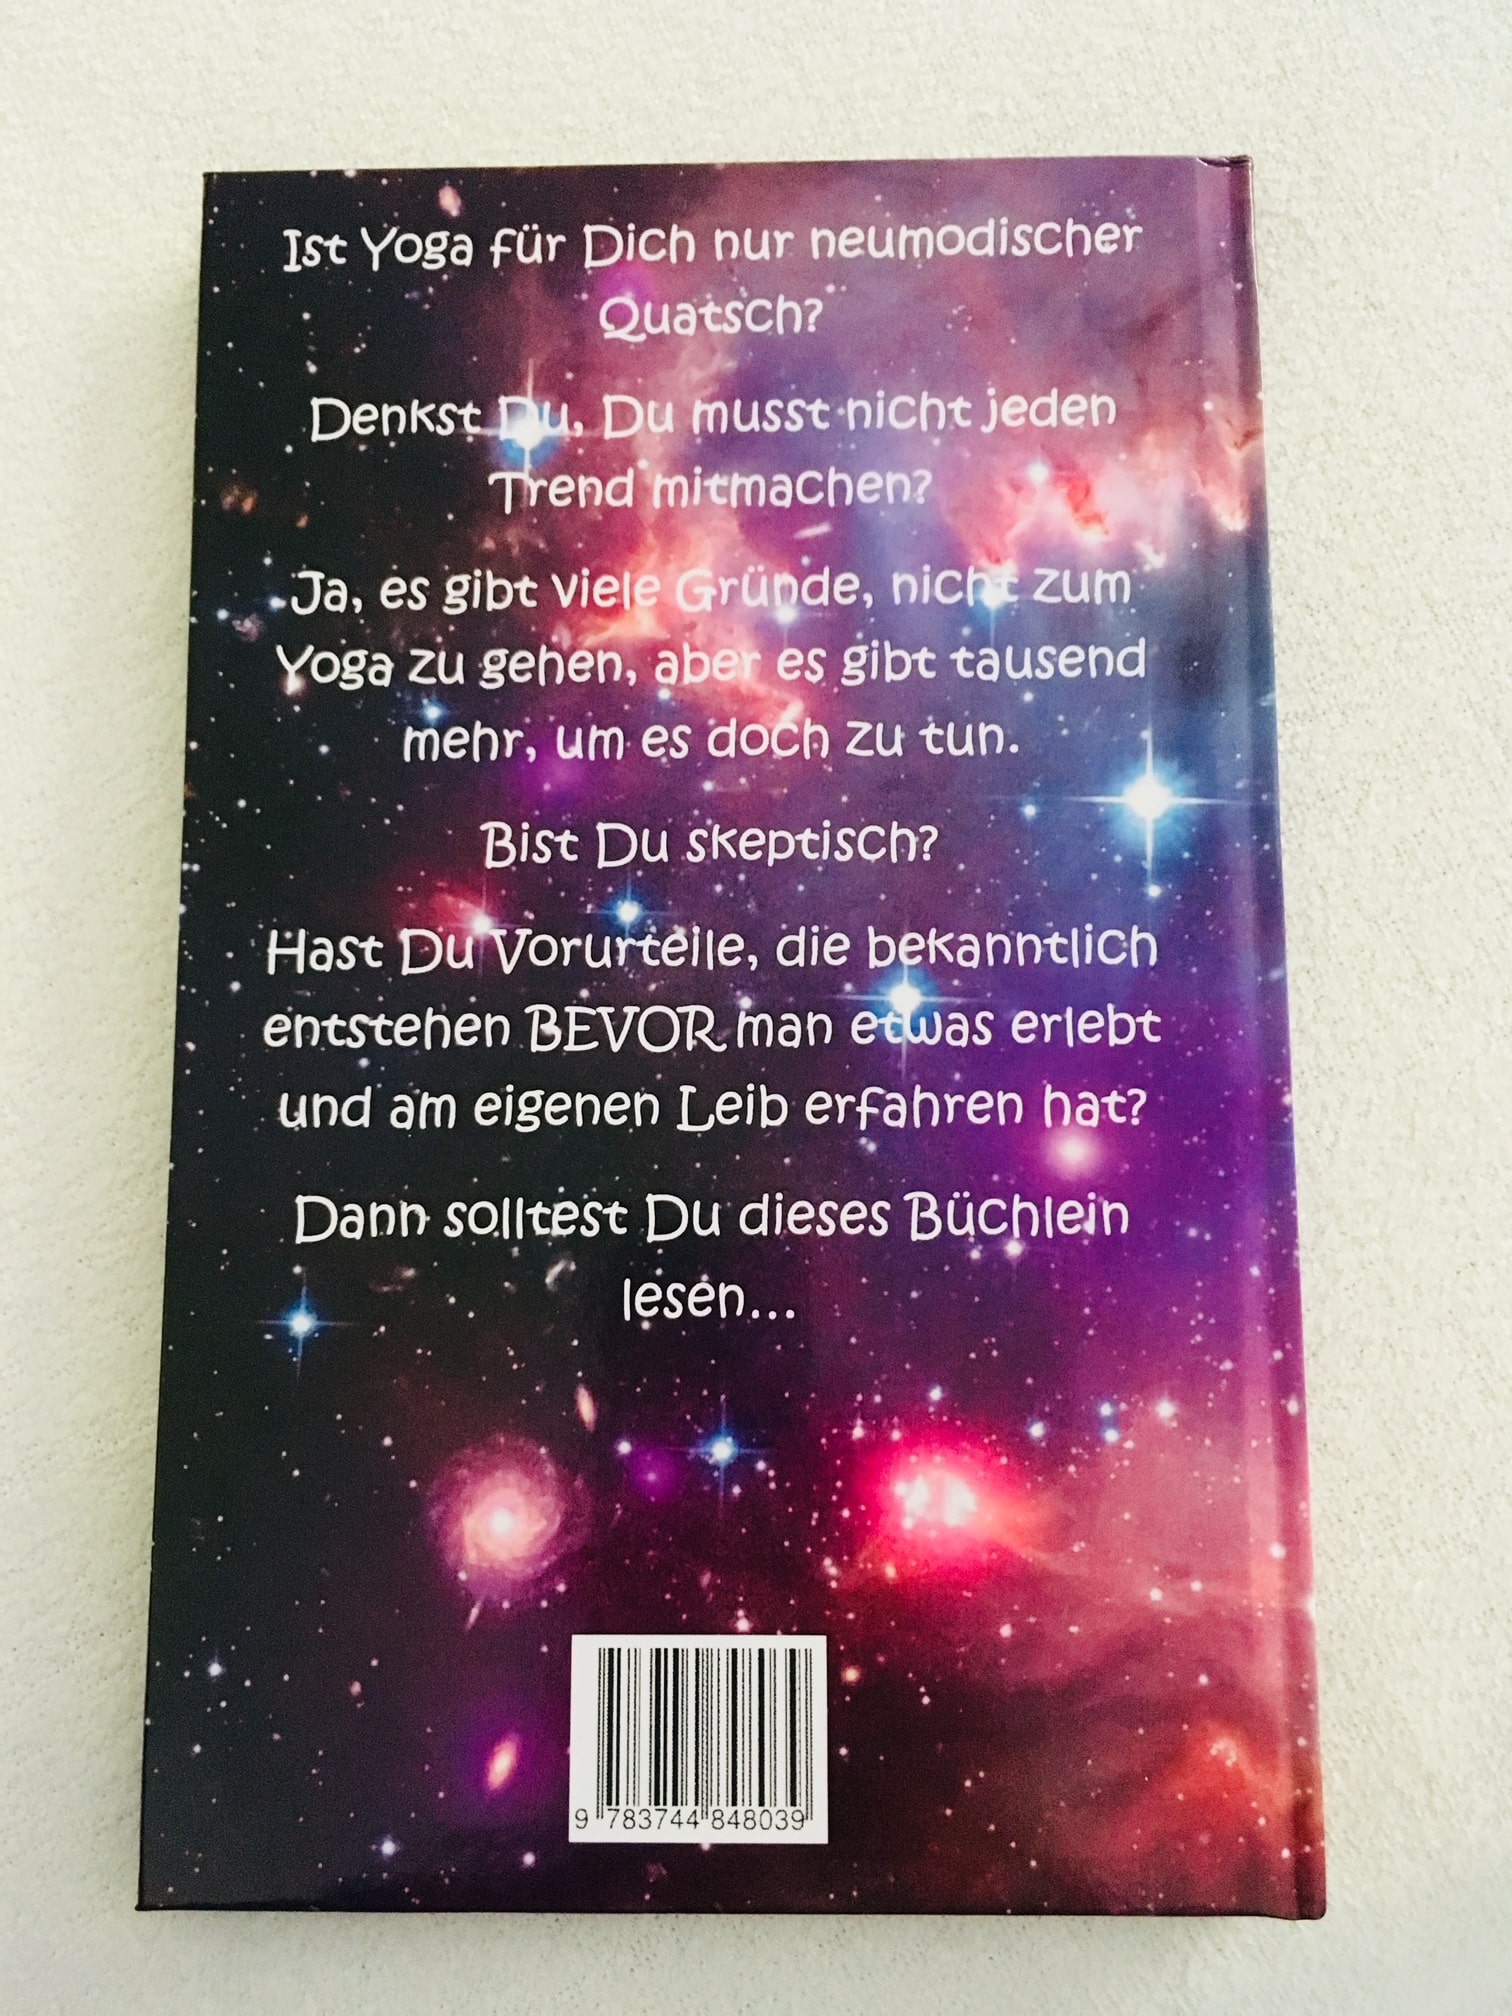 Ist Yoga für Dich nur neumodischer
Quatsch?
Denkst Du, Du musst nicht jeden
Trend mitmachen?
Ja, es gibt viele Gründe, nicht zum
Yoga zu gehen, aber es gibt tausend
mehr, um es doch zu tun.
Bist Du skeptisch?
Hast Du Vorurteile, die bekanntlich
entstehen BEVOR man etwas erlebt
und am eigenen Leib erfahren hat?
Dann solltest Du dieses Büchlein
lesen...
9 783744 848039